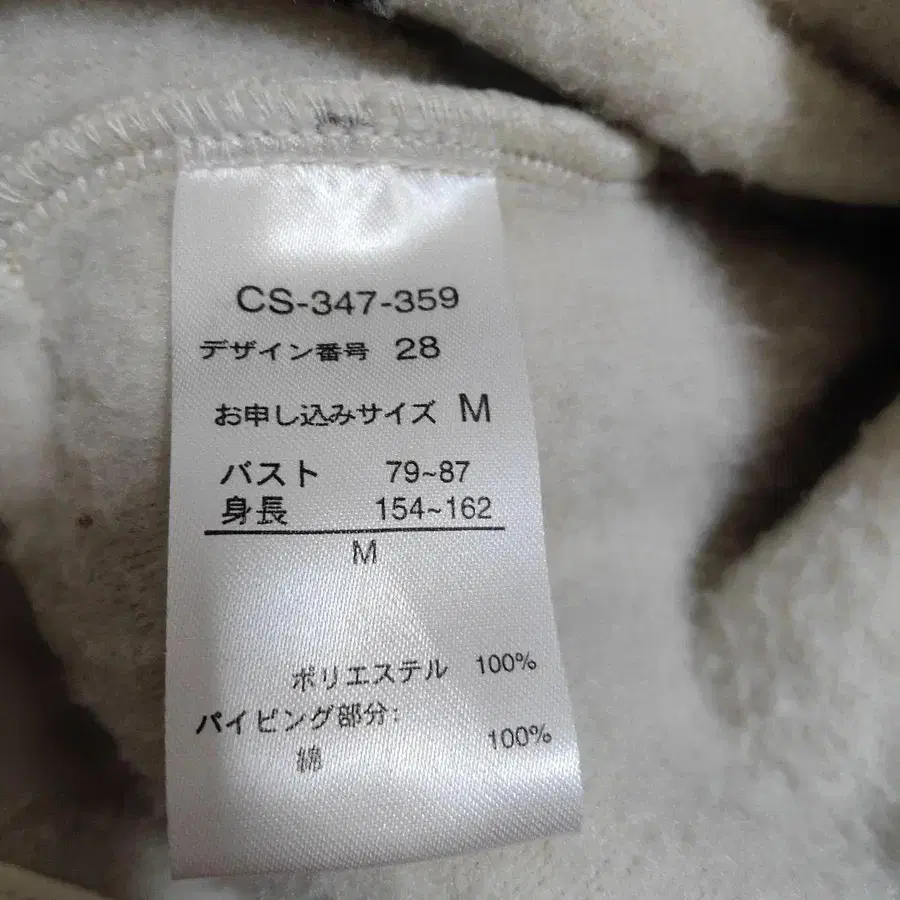 CS-347-359
デザイン番号 28
お申し込みサイズ M
バスト 79~87
身長 154~162
M
ポリエステル 100%
パイピング部分:
綿 100%